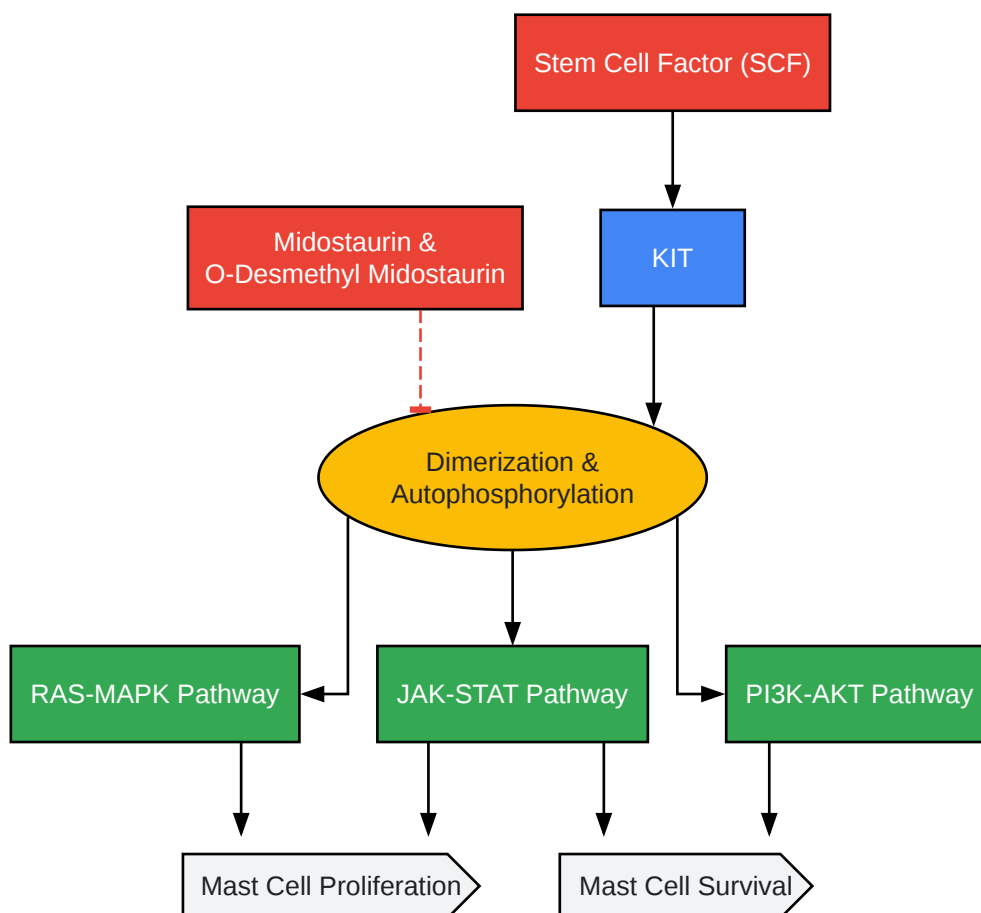 Stem Cell Factor (SCF)
Midostaurin &
O-Desmethyl Midostaurin
KIT
Dimerization &
Autophosphorylation
RAS-MAPK Pathway
JAK-STAT Pathway
PI3K-AKT Pathway
Mast Cell Proliferation
Mast Cell Survival